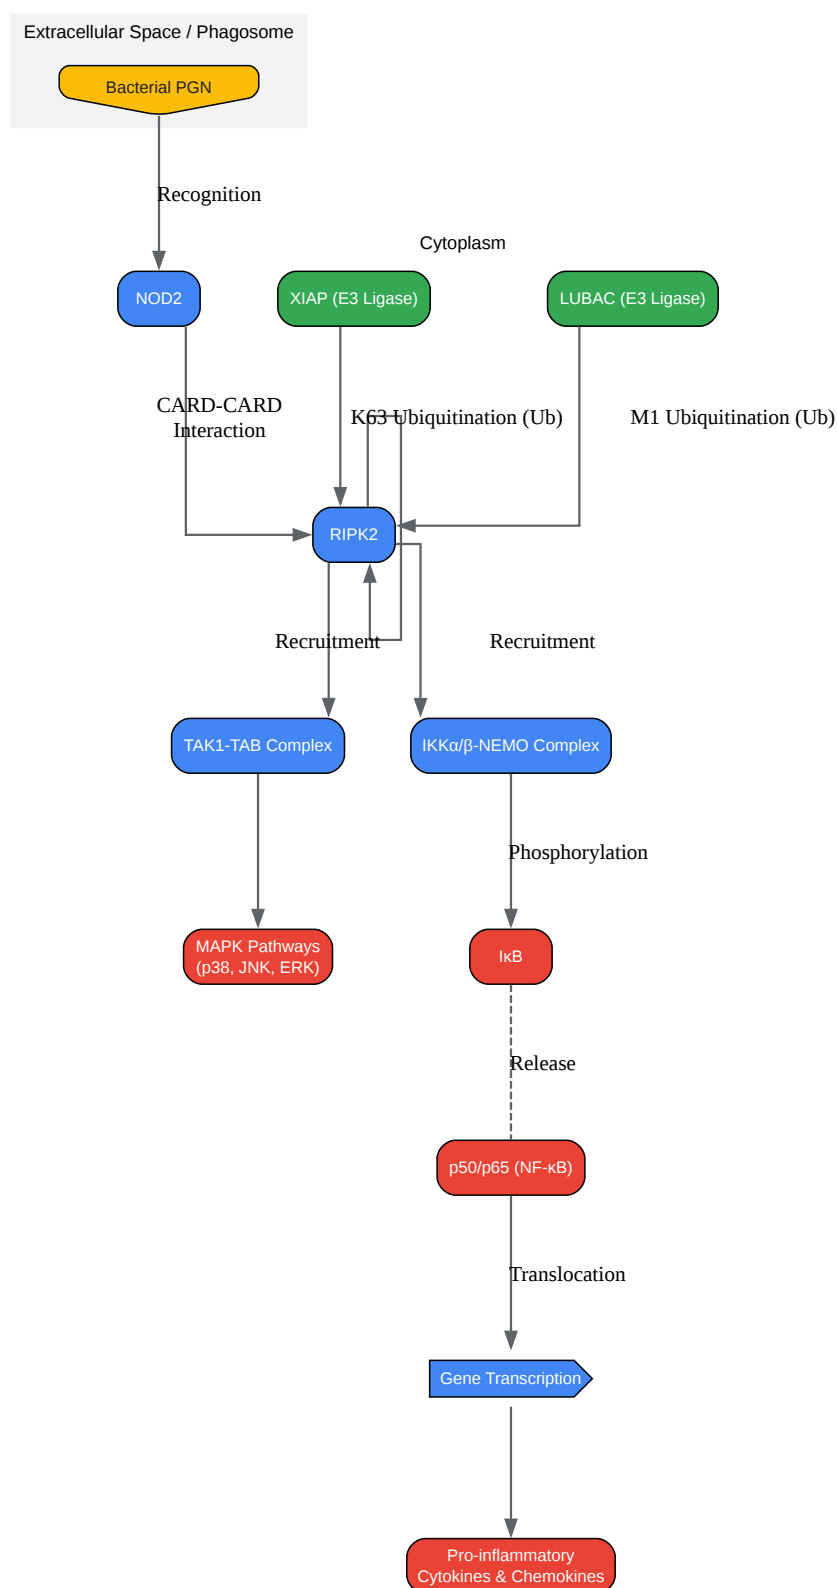 Extracellular Space / Phagosome
Bacterial PGN
Recognition
Cytoplasm
NOD2
XIAP (E3 Ligase)
LUBAC (E3 Ligase)
CARD-CARD
Interaction
K63 Ubiquitination (Ub)
M1 Ubiquitination (Ub)
RIPK2
Recruitment
Recruitment
TAK1-TAB Complex
IKKα/β-NEMO Complex
Phosphorylation
MAPK Pathways
(p38, JNK, ERK)
IκB
Release
p50/p65 (NF-κB)
Translocation
Gene Transcription
Pro-inflammatory
Cytokines & Chemokines